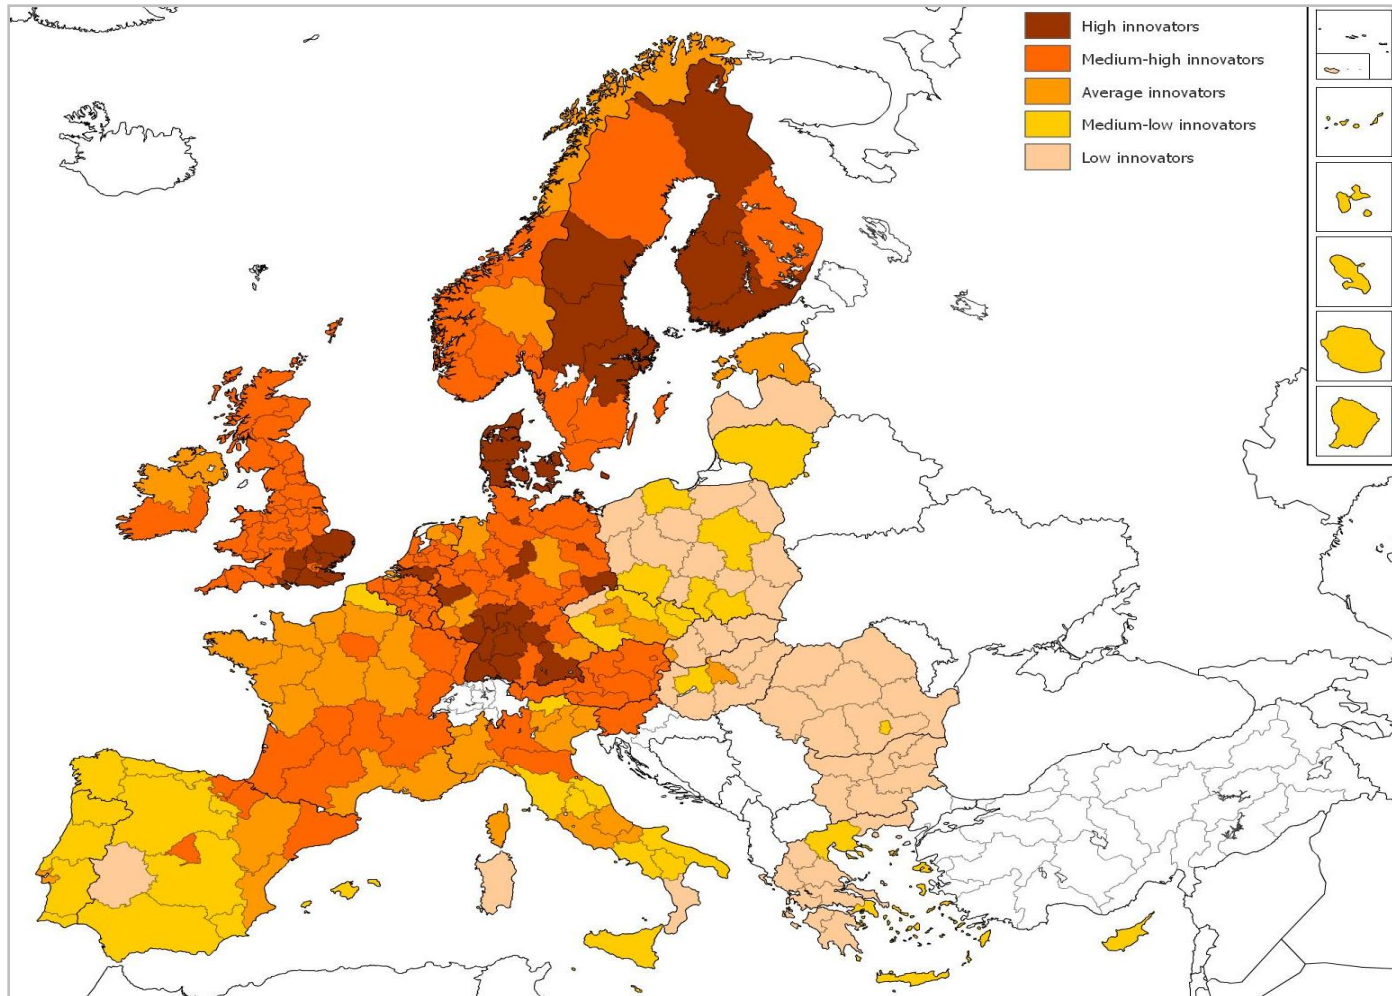 High innovators
Medium-high innovators
Average innovators
Medium-low innovators
Low innovators